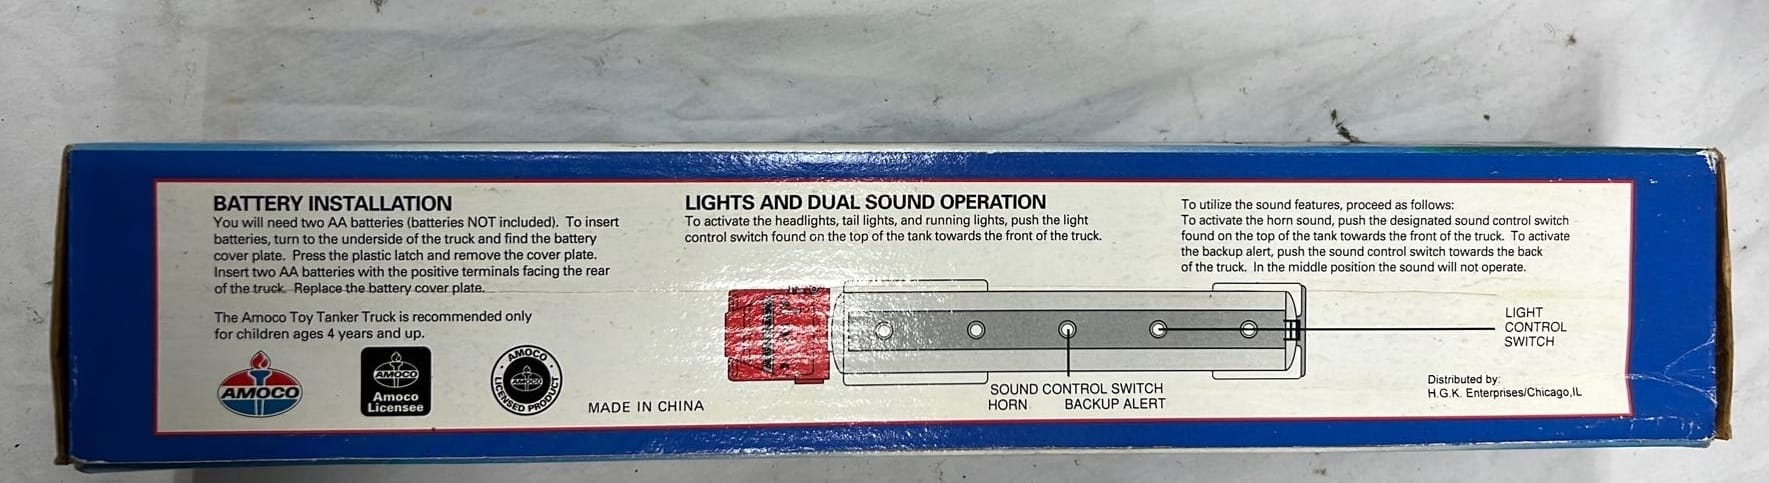 BATTERY INSTALLATION
You will need two AA batteries (batteries NOT included). To insert
batteries, turn to the underside of the truck and find the battery
cover plate. Press the plastic latch and remove the cover plate.
Insert two AA batteries with the positive terminals facing the rear
of the truck. Replace the battery cover plate.
The Amoco Toy Tanker Truck is recommended only
for children ages 4 years and up.
AMOCO
AMOCO
Amoco
Licensee
AMOCO
AMOCO
LICENSED PRODUCT
MADE IN CHINA
LIGHTS AND DUAL SOUND OPERATION
To activate the headlights, tail lights, and running lights, push the light
control switch found on the top of the tank towards the front of the truck.
SOUND CONTROL SWITCH
HORN BACKUP ALERT
To utilize the sound features, proceed as follows:
To activate the horn sound, push the designated sound control switch
found on the top of the tank towards the front of the truck. To activate
the backup alert, push the sound control switch towards the back
of the truck. In the middle position the sound will not operate.
LIGHT
CONTROL
SWITCH
Distributed by:
H.G.K. Enterprises/Chicago,IL